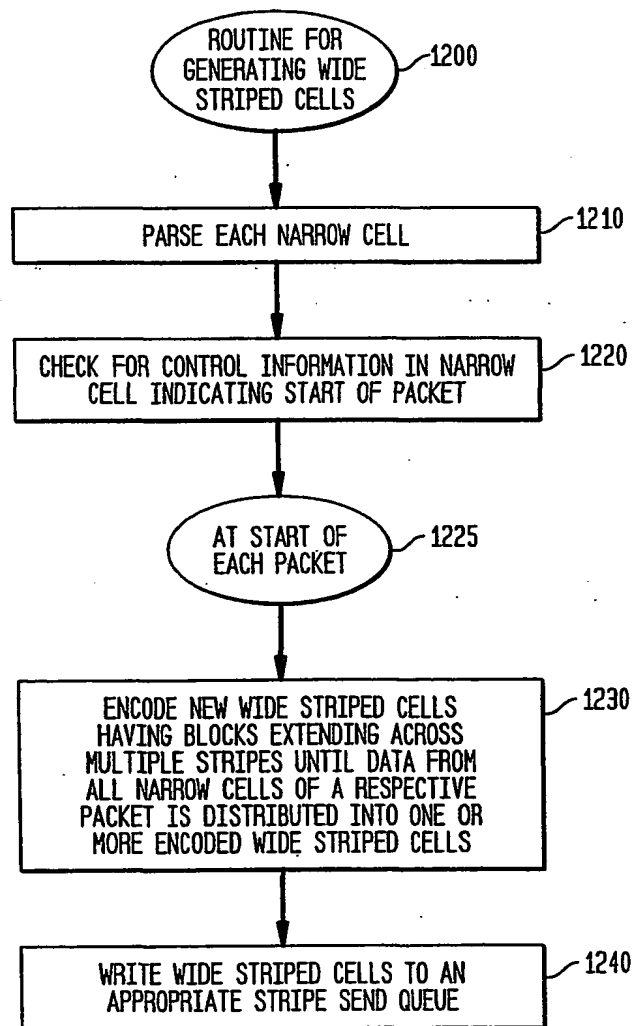 ROUTINE FOR
GENERATING WIDE
STRIPED CELLS
1200
PARSE EACH NARROW CELL
1210
CHECK FOR CONTROL INFORMATION IN NARROW
CELL INDICATING START OF PACKET
1220
AT START OF
EACH PACKET
1225
ENCODE NEW WIDE STRIPED CELLS
HAVING BLOCKS EXTENDING ACROSS
MULTIPLE STRIPES UNTIL DATA FROM
ALL NARROW CELLS OF A RESPECTIVE
PACKET IS DISTRIBUTED INTO ONE OR
MORE ENCODED WIDE STRIPED CELLS
1230
WRITE WIDE STRIPED CELLS TO AN
APPROPRIATE STRIPE SEND QUEUE
1240